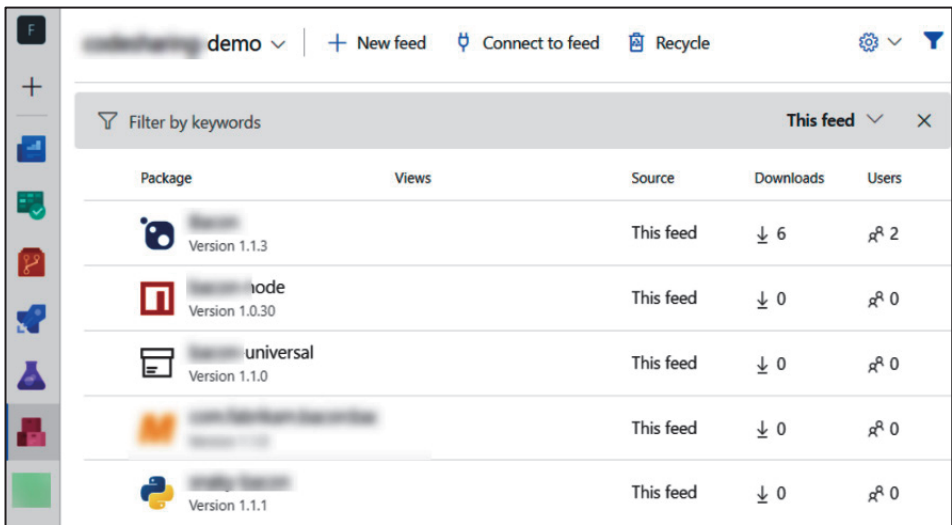 F
demo
New feed
Connect to feed
Recycle
Filter by keywords
This feed
Package Views Source Downloads Users
This feed 6 2
Version 1.1.3
node This feed 0 0
Version 1.0.30
universal This feed 0 0
Version 1.1.0
This feed 0 0
This feed 0 0
Version 1.1.1